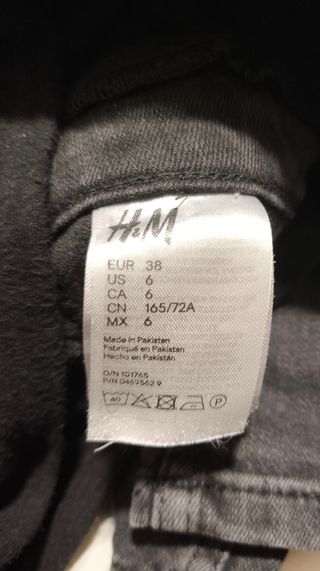 H&M
EUR 38
US 6
CA 6
CN 165/72A
MX 6
Made in Pakistan
Fabriqué en Pakistan
Hecho en Pakistán
O/N 101765
P/N 0469562 9
40
P